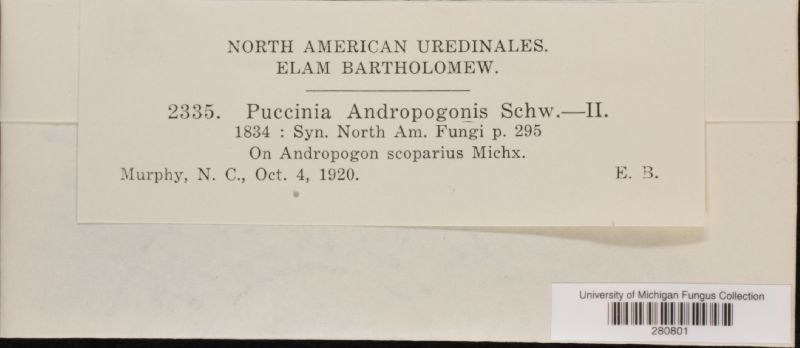 NORTH AMERICAN UREDINALES.
ELAM BARTHOLOMEW.
2335. Puccinia Andropogonis Schw.—II.
1834 : Syn. North Am. Fungi p. 295
On Andropogon scoparius Michx.
Murphy, N. C., Oct. 4, 1920. E. B.
University of Michigan Fungus Collection
280801